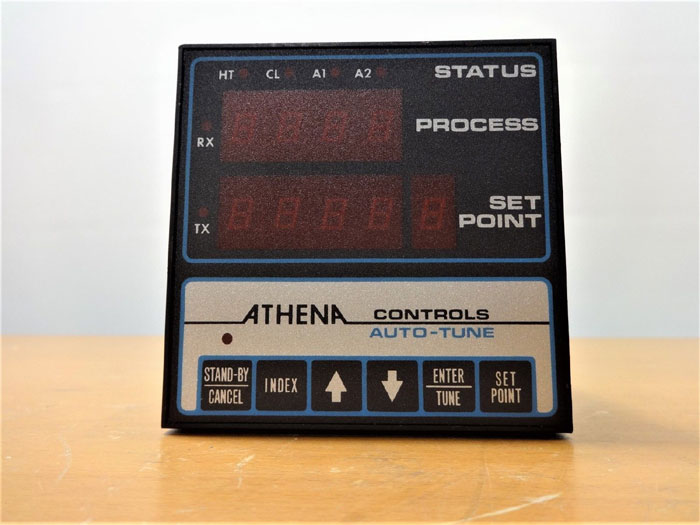 HT CL A1 A2 STATUS
RX PROCESS
TX SET
POINT
ATHENA CONTROLS
AUTO-TUNE
STAND-BY
CANCEL
INDEX
ENTER
TUNE
SET
POINT